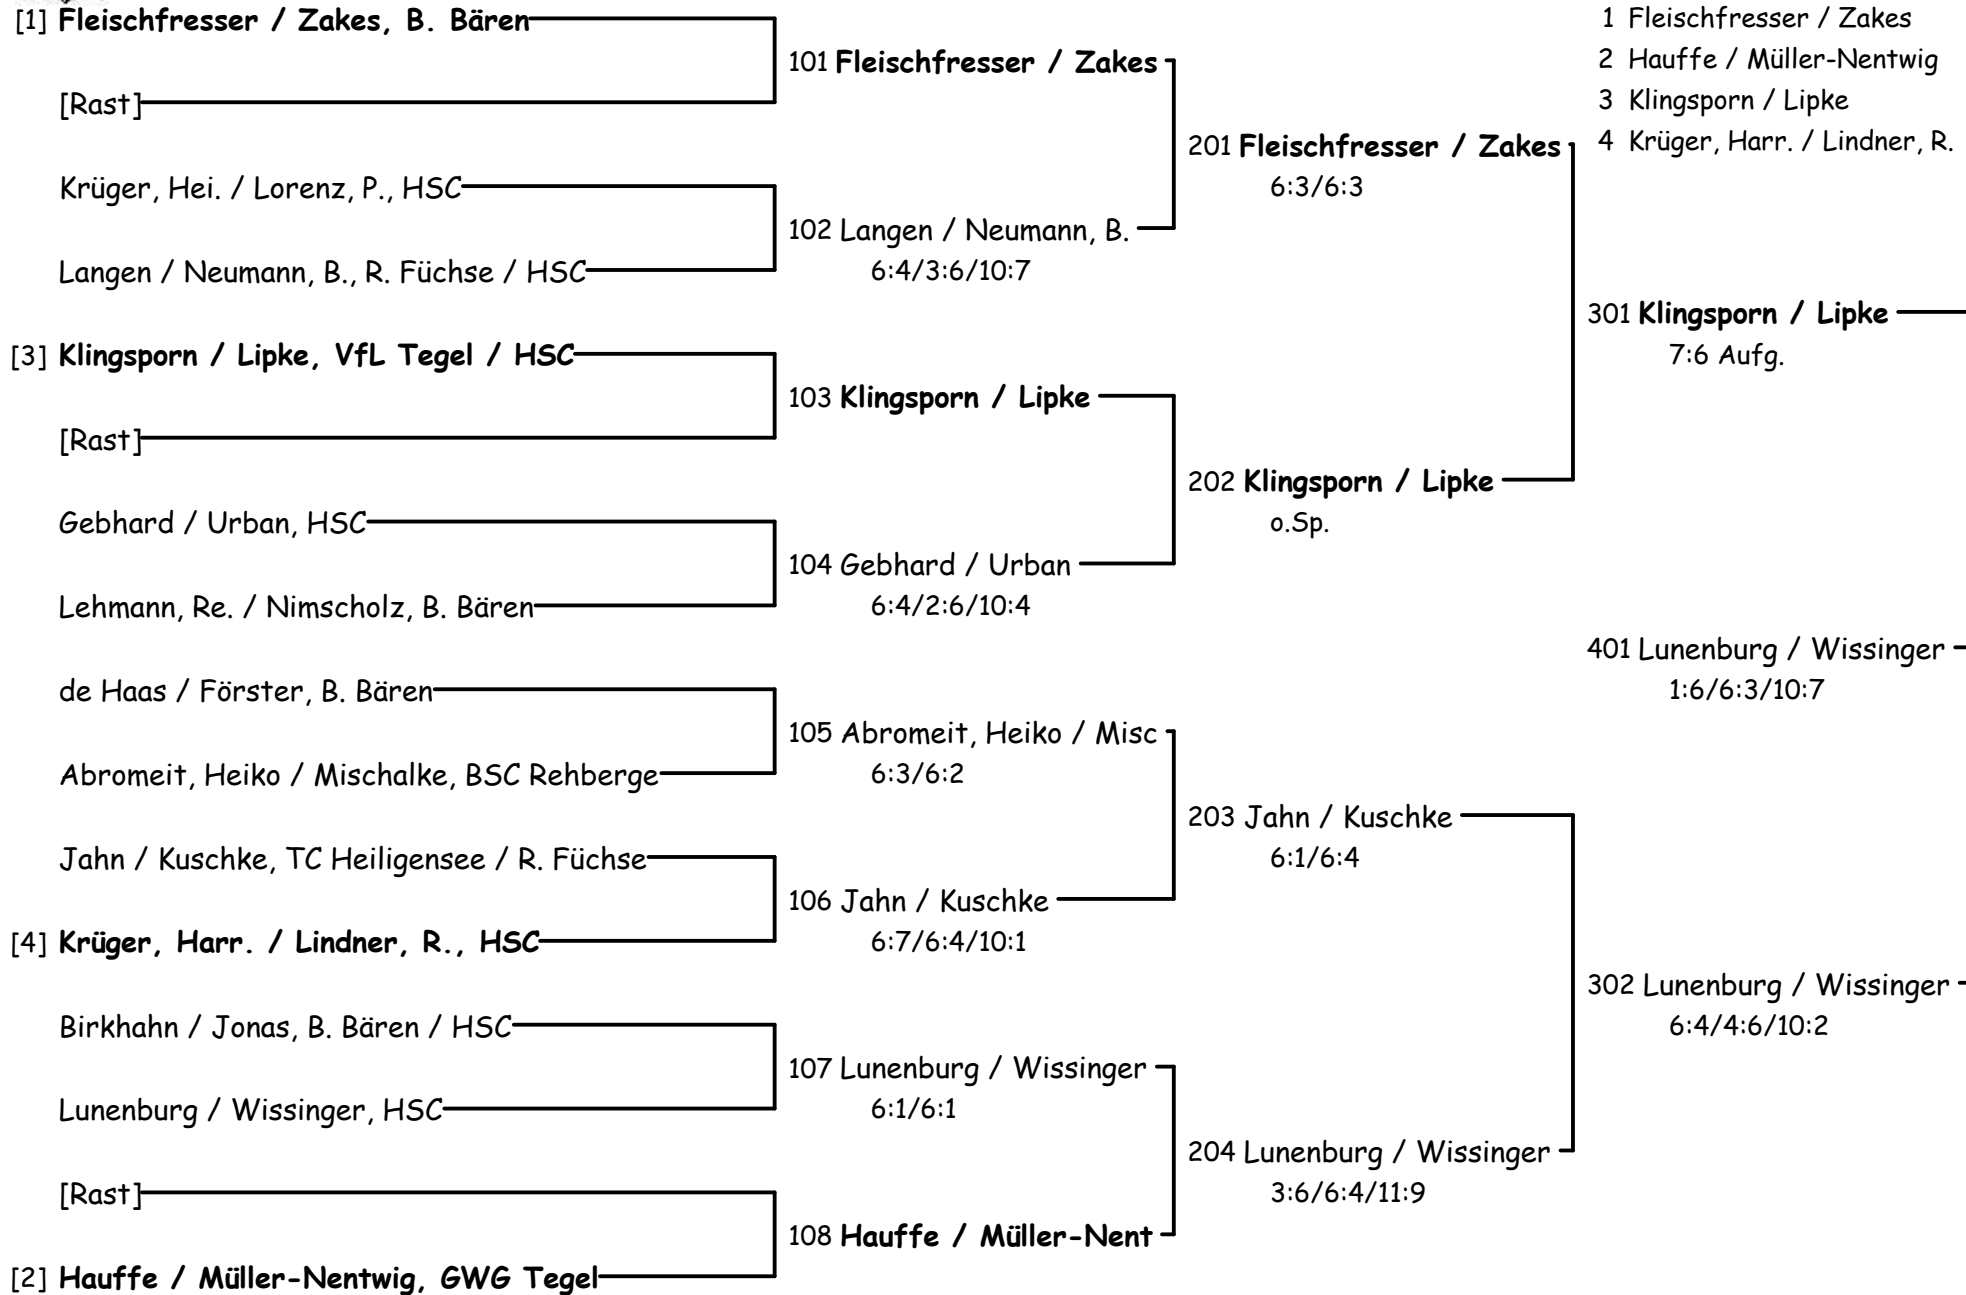 [1] Fleischfresser / Zakes, B. Bären
[Rast]
Krüger, Hei. / Lorenz, P., HSC
Langen / Neumann, B., R. Füchse / HSC
[3] Klingsporn / Lipke, VfL Tegel / HSC
[Rast]
Gebhard / Urban, HSC
Lehmann, Re. / Nimscholz, B. Bären
de Haas / Förster, B. Bären
Abromeit, Heiko / Mischalke, BSC Rehberge
Jahn / Kuschke, TC Heiligensee / R. Füchse
[4] Krüger, Harr. / Lindner, R., HSC
Birkhahn / Jonas, B. Bären / HSC
Lunenburg / Wissinger, HSC
[Rast]
[2] Hauffe / Müller-Nentwig, GWG Tegel
101 Fleischfresser / Zakes
102 Langen / Neumann, B.
6:4/3:6/10:7
103 Klingsporn / Lipke
104 Gebhard / Urban
6:4/2:6/10:4
105 Abromeit, Heiko / Misc
6:3/6:2
106 Jahn / Kuschke
6:7/6:4/10:1
107 Lunenburg / Wissinger
6:1/6:1
108 Hauffe / Müller-Nent
201 Fleischfresser / Zakes
6:3/6:3
202 Klingsporn / Lipke
o.Sp.
203 Jahn / Kuschke
6:1/6:4
204 Lunenburg / Wissinger
3:6/6:4/11:9
1 Fleischfresser / Zakes
2 Hauffe / Müller-Nentwig
3 Klingsporn / Lipke
4 Krüger, Harr. / Lindner, R.
301 Klingsporn / Lipke
7:6 Aufg.
401 Lunenburg / Wissinger
1:6/6:3/10:7
302 Lunenburg / Wissinger
6:4/4:6/10:2